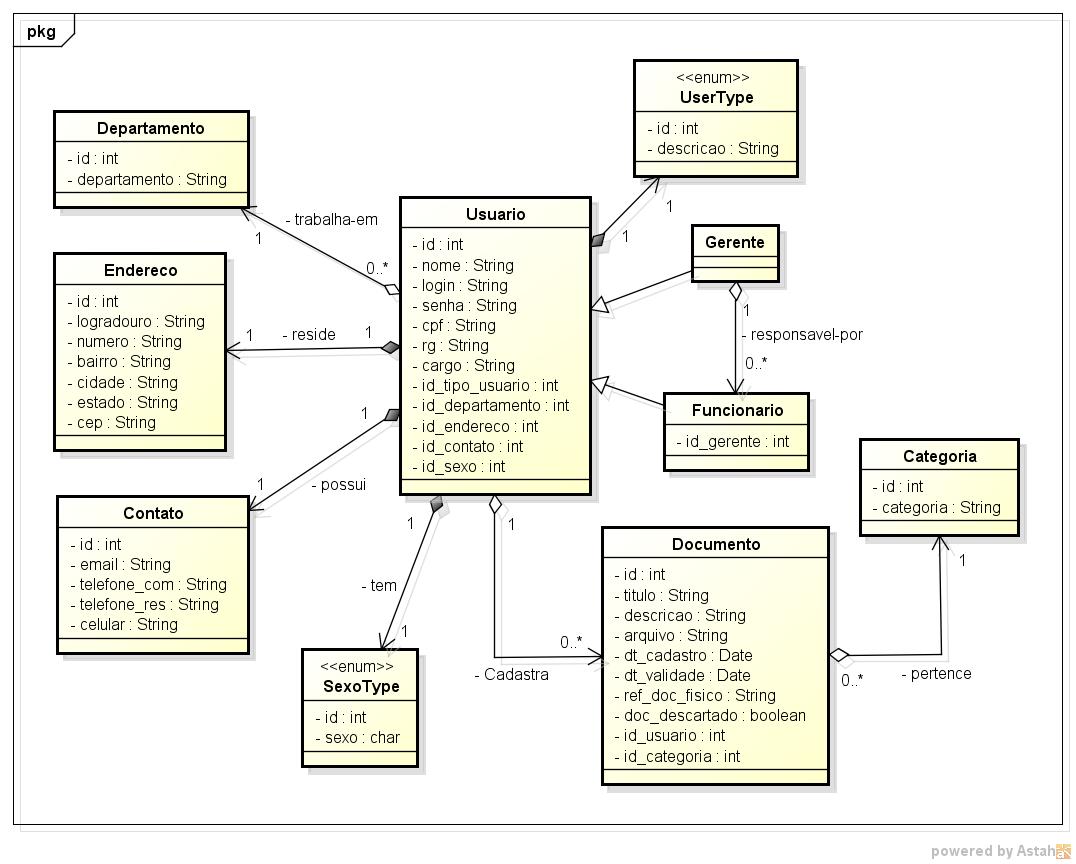 pkg
<<enum>>
UserType
- id : int
- descricao : String
Departamento
- id : int
- departamento : String
- trabalha-em
1
0..*
Usuario
- id : int
- nome : String
- login : String
- senha : String
- cpf : String
- rg : String
- cargo : String
- id_tipo_usuario : int
- id_departamento : int
- id_endereco : int
- id_contato : int
- id_sexo : int
1
1
Gerente
1
- responsavel-por
0..*
Endereco
- id : int
- logradouro : String
- numero : String
- bairro : String
- cidade : String
- estado : String
- cep : String
1
- reside
1
Funcionario
- id_gerente : int
1
1
- possui
Contato
- id : int
- email : String
- telefone_com : String
- telefone_res : String
- celular : String
Categoria
- id : int
- categoria : String
1
1
- tem
1
1
0..*
- Cadastra
Documento
- id : int
- titulo : String
- descricao : String
- arquivo : String
- dt_cadastro : Date
- dt_validade : Date
- ref_doc_fisico : String
- doc_descartado : boolean
- id_usuario : int
- id_categoria : int
0..*
- pertence
<<enum>>
SexoType
- id : int
- sexo : char
powered by Astah